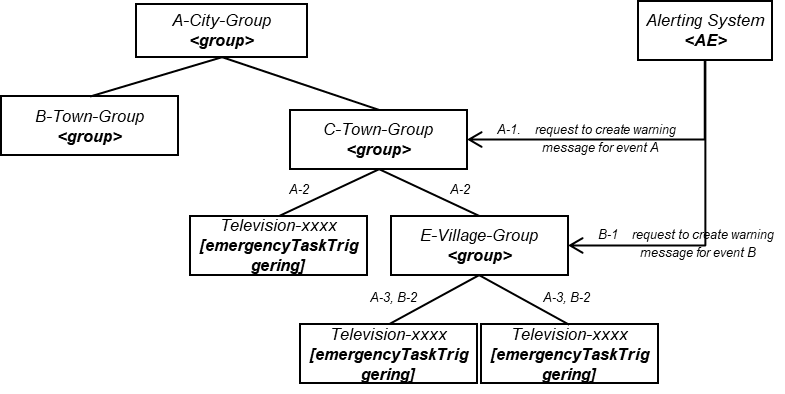 A-City-Group
<group>
Alerting System
<AE>
B-Town-Group
<group>
C-Town-Group
<group>
A-1. request to create warning
message for event A
A-2
A-2
Television-xxxx
[emergencyTaskTrig
gering]
E-Village-Group
<group>
B-1 request to create warning
message for event B
A-3, B-2
A-3, B-2
Television-xxxx
[emergencyTaskTrig
gering]
Television-xxxx
[emergencyTaskTrig
gering]